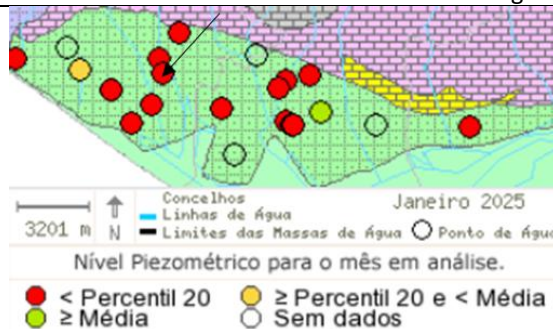 Concelhos
Linhas de Água
Limites das Massas de Água
Ponto de Água
Janeiro 2025
3201 m
N
Nível Piezométrico para o mês em análise.
< Percentil 20
≥ Percentil 20 e < Média
≥ Média
Sem dados